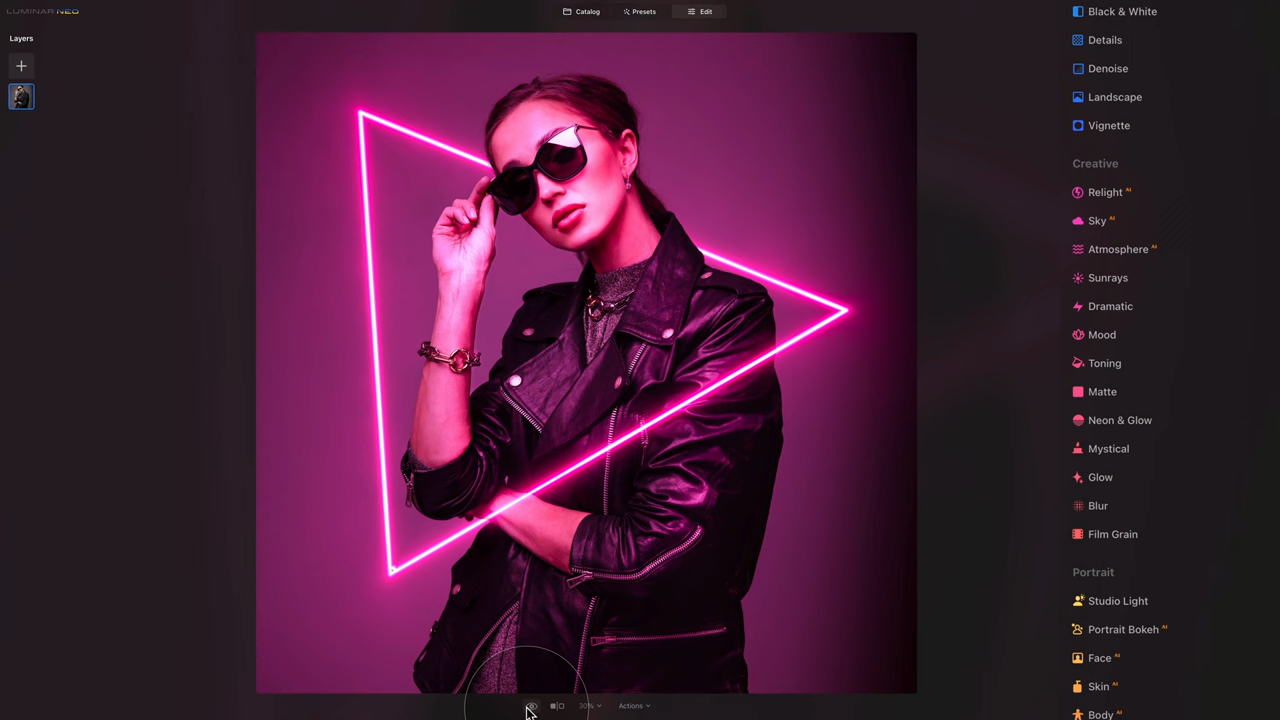 LUMINAR NEO
Catalog
Presets
Edit
Layers
Black & White
Details
Denoise
Landscape
Vignette
Creative
Relight AI
Sky AI
Atmosphere AI
Sunrays
Dramatic
Mood
Toning
Matte
Neon & Glow
Mystical
Glow
Blur
Film Grain
Portrait
Studio Light
Portrait Bokeh AI
Face AI
Skin AI
Body AI
30%
Actions